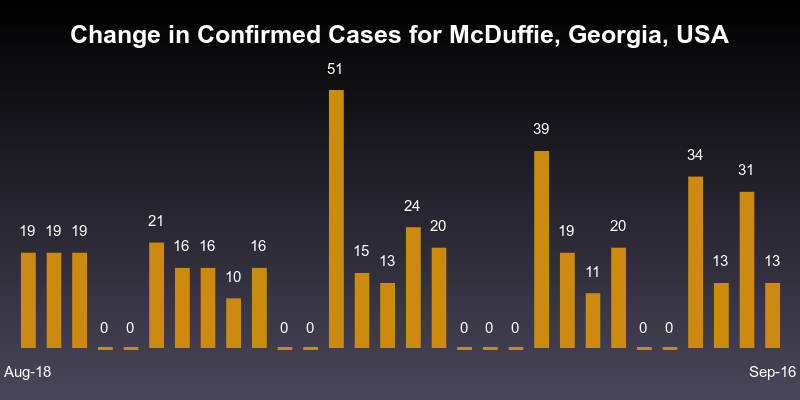 Change in Confirmed Cases for McDuffie, Georgia, USA
19 19 19 0 0 21 16 16 10 16 0 0 51 15 13 24 20 0 0 0 39 19 11 20 0 0 34 13 31 13
Aug-18 Sep-16